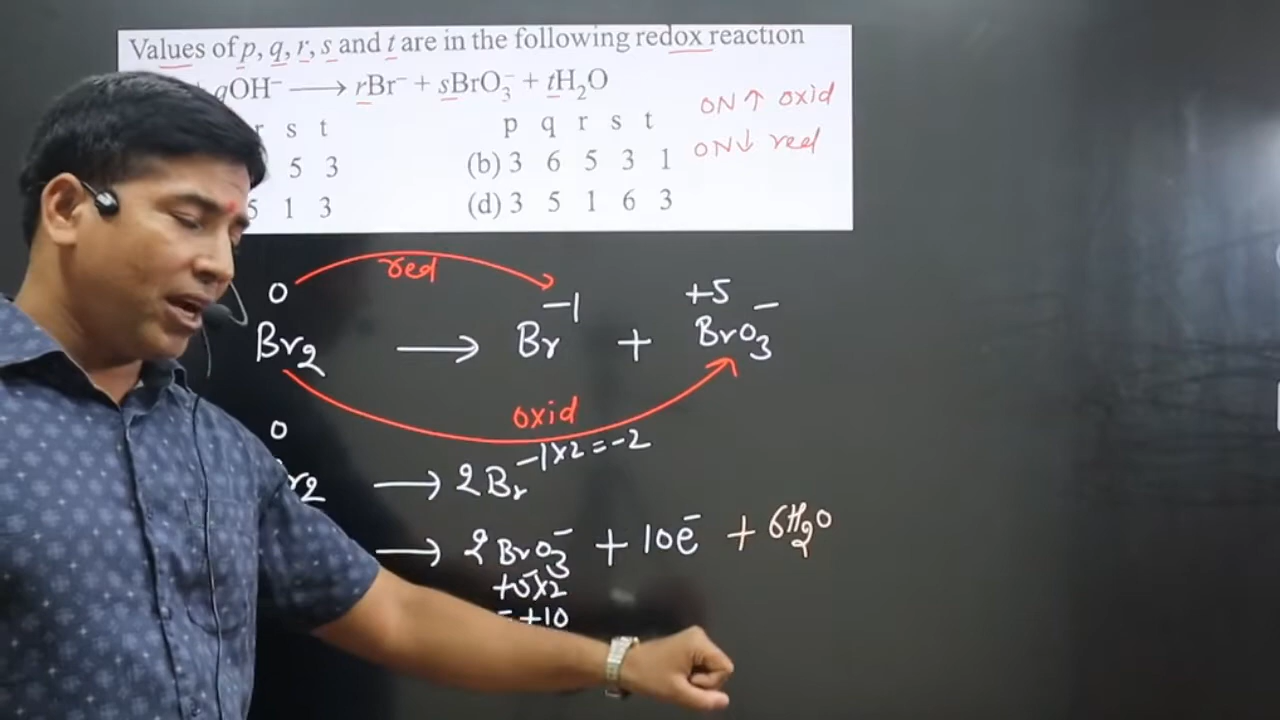 Values of p, q, r, s and t are in the following redox reaction
qOH⁻ ⟶ rBr⁻ + sBrO₃⁻ + tH₂O
ON↑ oxid
r s t
p q r s t
ON↓ red
5 3
(b) 3 6 5 3 1
5 1 3
(d) 3 5 1 6 3
red
0 −1 +5
Br₂ ⟶ Br + BrO₃⁻
oxid
0
r₂ ⟶ 2Br −1×2=−2
⟶ 2BrO₃⁻ + 10e⁻ + 6H₂O
+5×2
+10